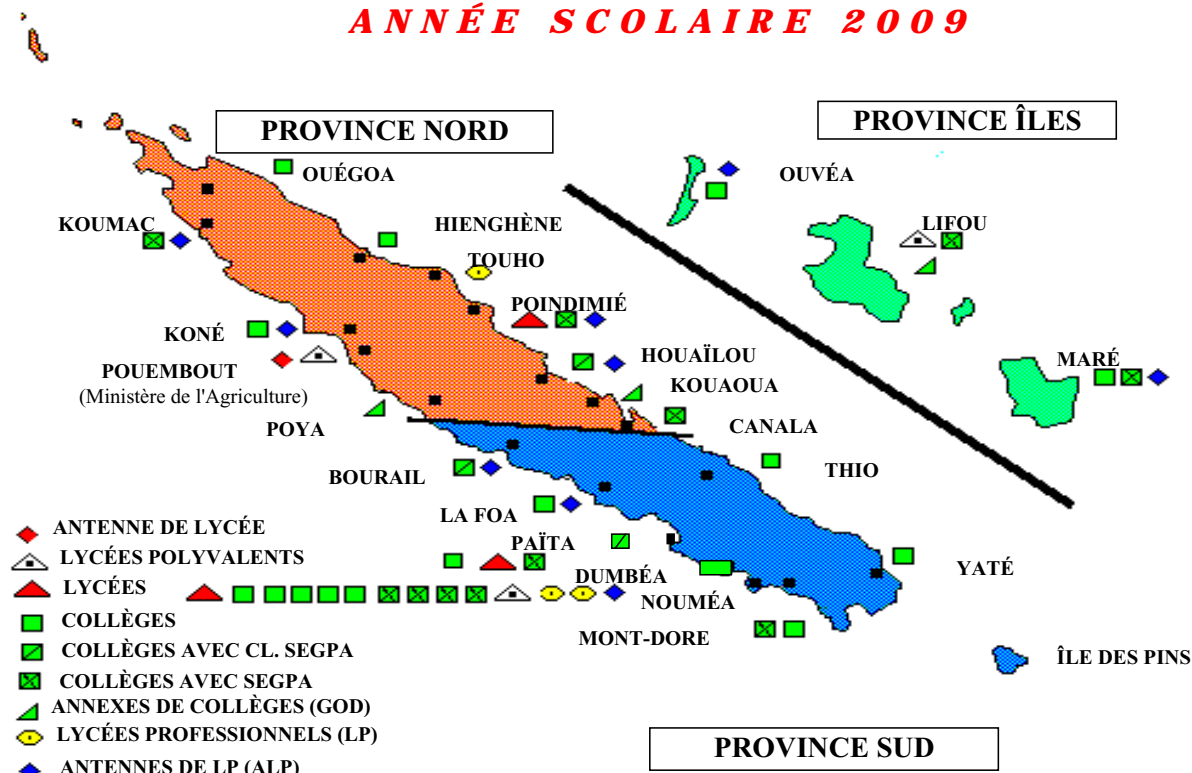 ANNÉE SCOLAIRE 2009
PROVINCE NORD
PROVINCE ÎLES
OUÉGOA
OUVÉA
KOUMAC
HIENGHÈNE
LIFOU
TOUHO
POINDIMIÉ
KONÉ
HOUAÏLOU
MARÉ
POUEMBOUT
(Ministère de l'Agriculture)
KOUAOUA
POYA
CANALA
BOURAIL
THIO
LA FOA
PAÏTA
DUMBÉA
YATÉ
NOUMÉA
MONT-DORE
ÎLE DES PINS
ANTENNE DE LYCÉE
LYCÉES POLYVALENTS
LYCÉES
COLLÈGES
COLLÈGES AVEC CL. SEGPA
COLLÈGES AVEC SEGPA
ANNEXES DE COLLÈGES (GOD)
LYCÉES PROFESSIONNELS (LP)
ANTENNES DE LP (ALP)
PROVINCE SUD